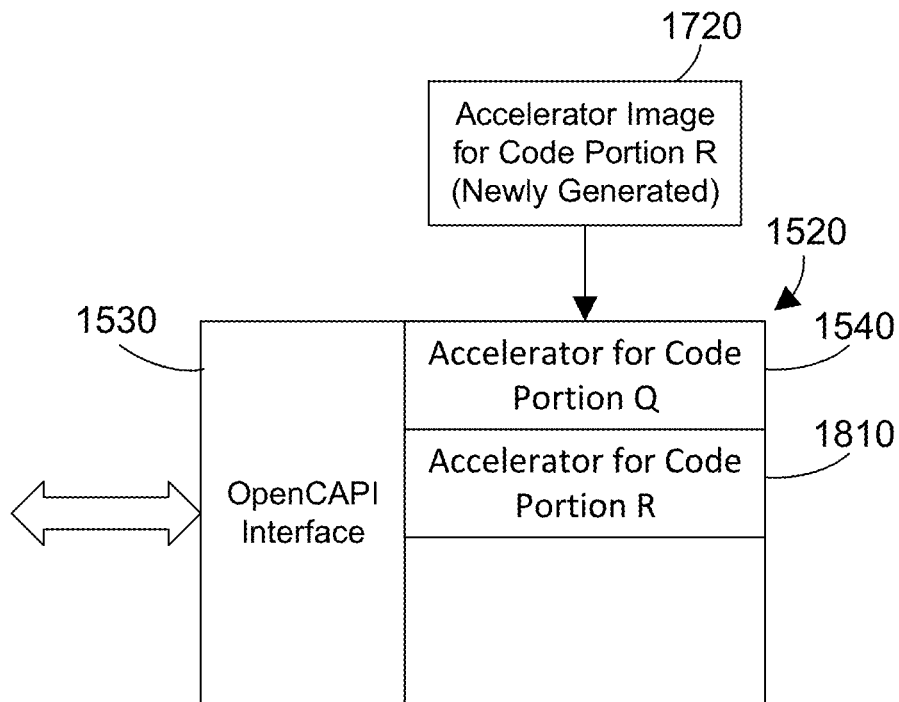 1720
Accelerator Image
for Code Portion R
(Newly Generated)
1520
1530
1540
Accelerator for Code
Portion Q
1810
Accelerator for Code
Portion R
OpenCAPI
Interface